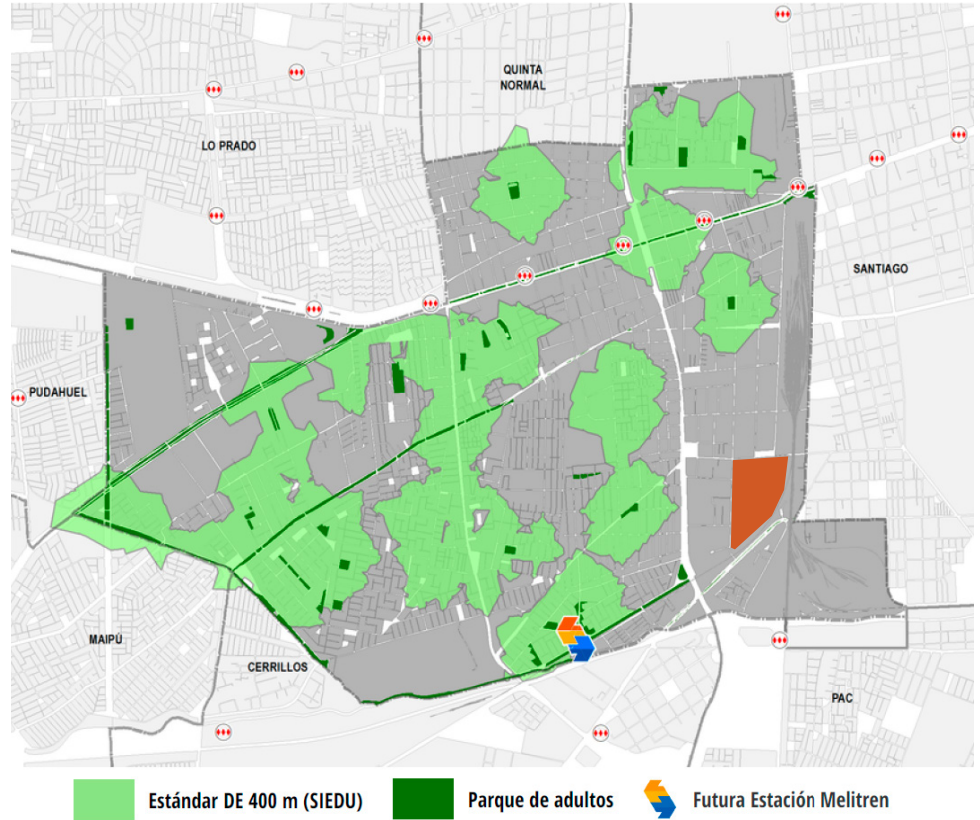 QUINTA
NORMAL
LO PRADO
SANTIAGO
PUDAHUEL
MAIPÚ
CERRILLOS
PAC
Estándar DE 400 m (SIEDU)
Parque de adultos
Futura Estación Melitren